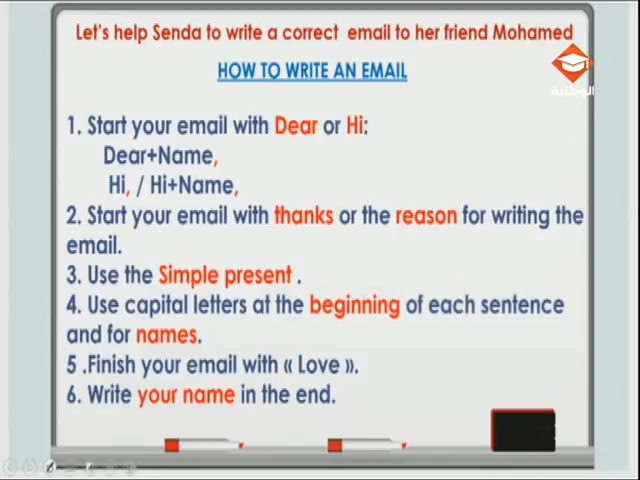 Let's help Senda to write a correct email to her friend Mohamed
HOW TO WRITE AN EMAIL
الوطنية
1. Start your email with Dear or Hi:
Dear+Name,
Hi, / Hi+Name,
2. Start your email with thanks or the reason for writing the
email.
3. Use the Simple present .
4. Use capital letters at the beginning of each sentence
and for names.
5 .Finish your email with « Love ».
6. Write your name in the end.